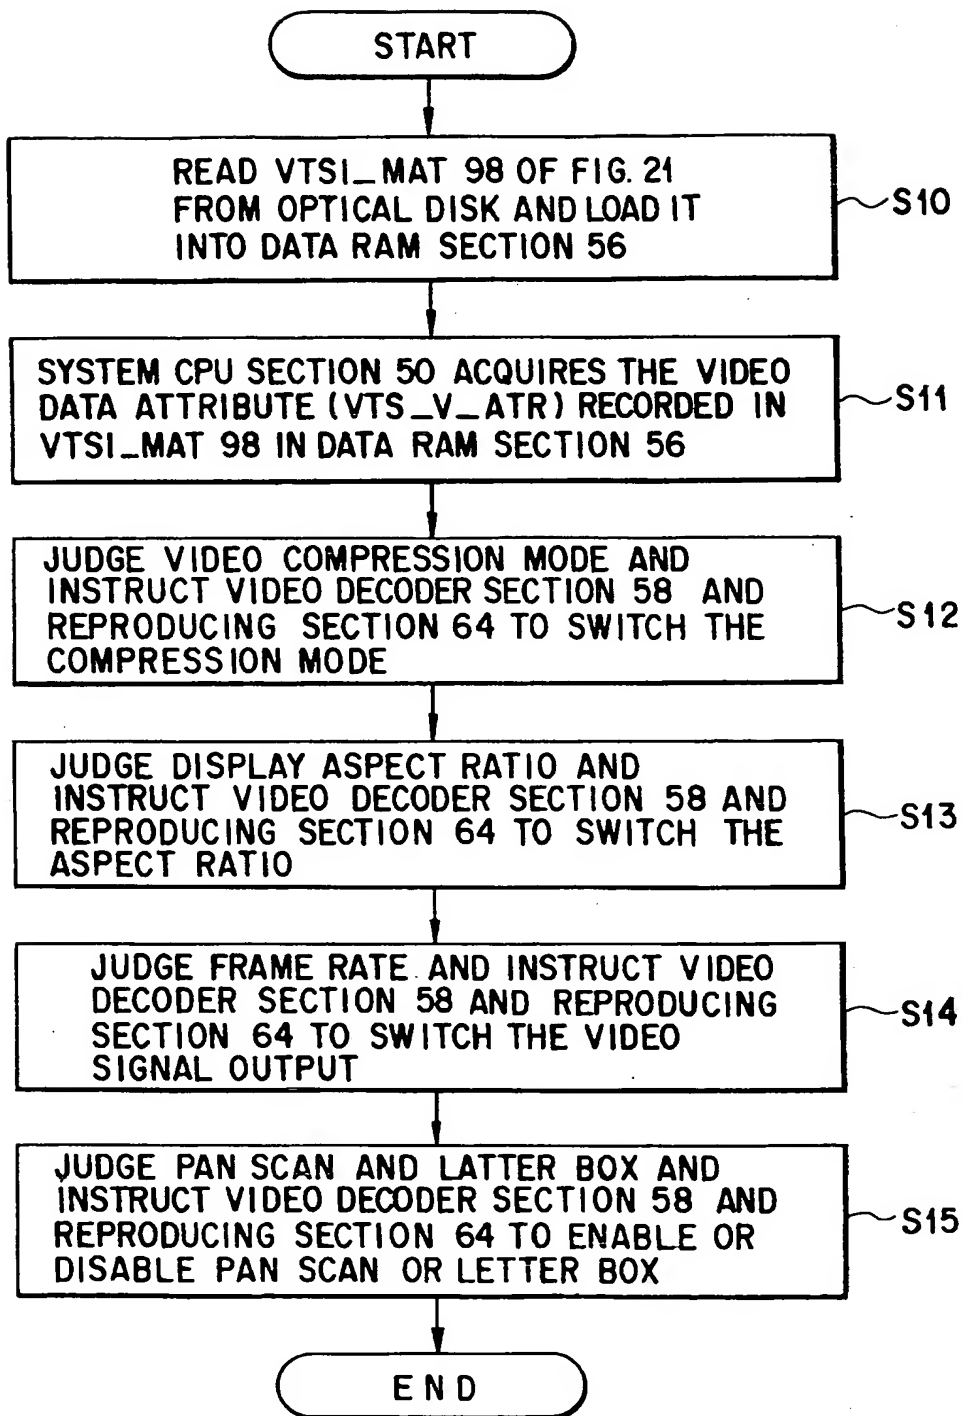 START
READ VTSI_MAT 98 OF FIG. 21
FROM OPTICAL DISK AND LOAD IT
INTO DATA RAM SECTION 56
S10
SYSTEM CPU SECTION 50 ACQUIRES THE VIDEO
DATA ATTRIBUTE (VTS_V_ATR) RECORDED IN
VTSI_MAT 98 IN DATA RAM SECTION 56
S11
JUDGE VIDEO COMPRESSION MODE AND
INSTRUCT VIDEO DECODER SECTION 58 AND
REPRODUCING SECTION 64 TO SWITCH THE
COMPRESSION MODE
S12
JUDGE DISPLAY ASPECT RATIO AND
INSTRUCT VIDEO DECODER SECTION 58 AND
REPRODUCING SECTION 64 TO SWITCH THE
ASPECT RATIO
S13
JUDGE FRAME RATE AND INSTRUCT VIDEO
DECODER SECTION 58 AND REPRODUCING
SECTION 64 TO SWITCH THE VIDEO
SIGNAL OUTPUT
S14
JUDGE PAN SCAN AND LATTER BOX AND
INSTRUCT VIDEO DECODER SECTION 58 AND
REPRODUCING SECTION 64 TO ENABLE OR
DISABLE PAN SCAN OR LETTER BOX
S15
END